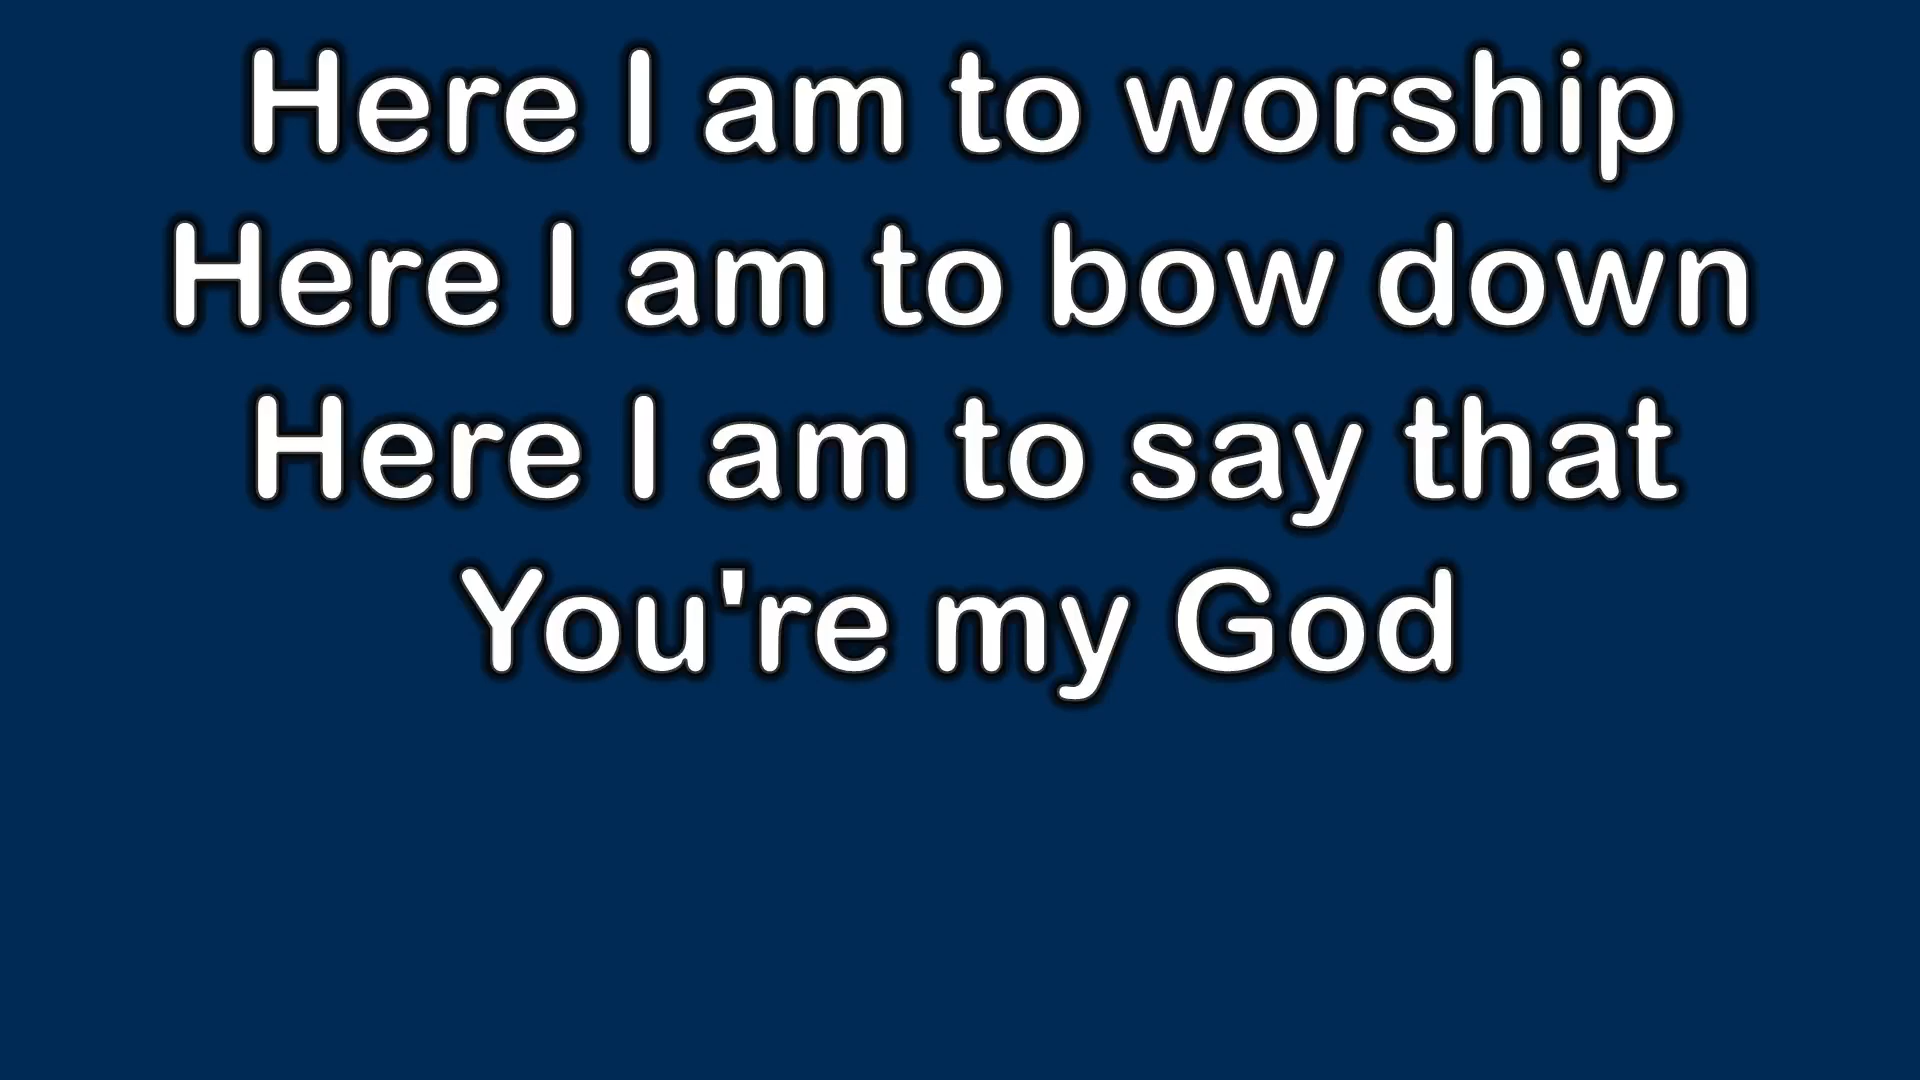 Here I am to worship
Here I am to bow down
Here I am to say that
You're my God